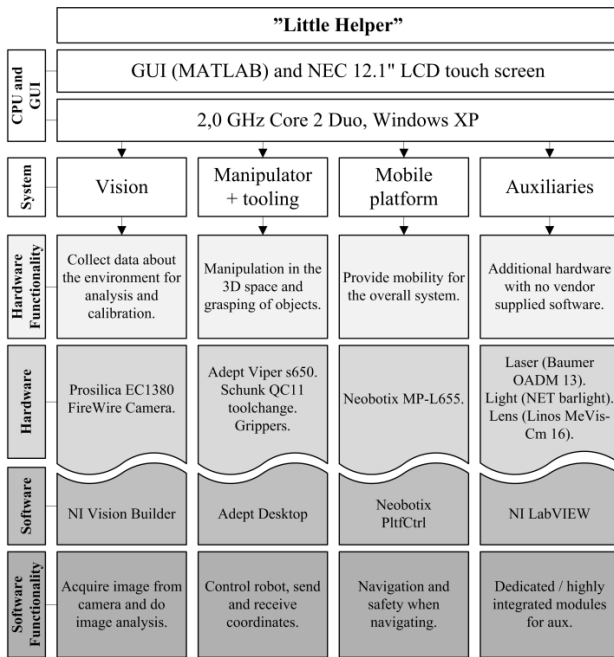 ”Little Helper”
CPU and
GUI
GUI (MATLAB) and NEC 12.1" LCD touch screen
2,0 GHz Core 2 Duo, Windows XP
System
Vision
Manipulator
+ tooling
Mobile
platform
Auxiliaries
Hardware
Functionality
Collect data about
the environment for
analysis and
calibration.
Manipulation in the
3D space and
grasping of objects.
Provide mobility for
the overall system.
Additional hardware
with no vendor
supplied software.
Hardware
Prosilica EC1380
FireWire Camera.
Adept Viper s650.
Schunk QC11
toolchange.
Grippers.
Neobotix MP-L655.
Laser (Baumer
OADM 13).
Light (NET barlight).
Lens (Linos MeVis-
Cm 16).
Software
NI Vision Builder
Adept Desktop
Neobotix
PltfCtrl
NI LabVIEW
Software
Functionality
Acquire image from
camera and do
image analysis.
Control robot, send
and receive
coordinates.
Navigation and
safety when
navigating.
Dedicated / highly
integrated modules
for aux.